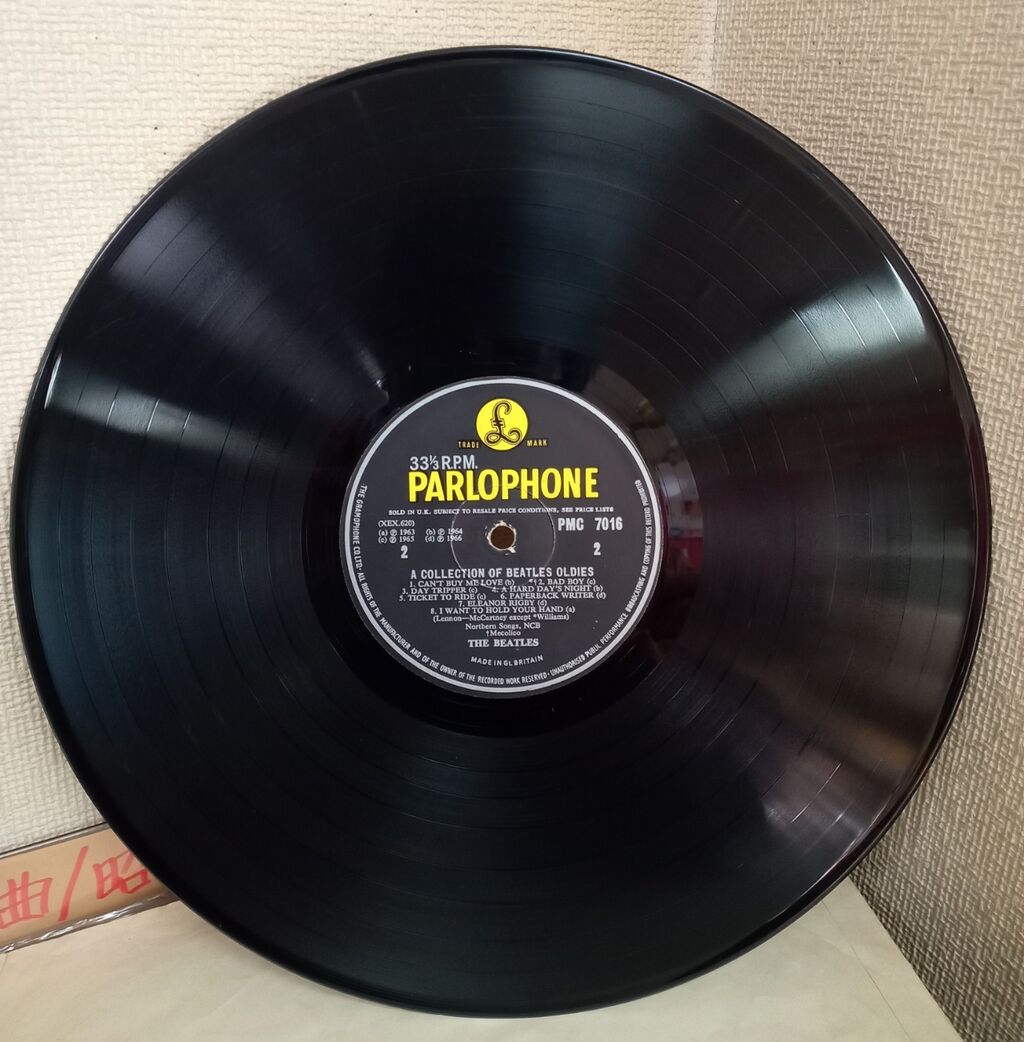 £
TRADE MARK
33⅓ R.P.M.
PARLOPHONE
SOLD IN U.K. SUBJECT TO RESALE PRICE CONDITIONS, SEE PRICE LISTS
(XEX.620)
PMC 7016
(a) ℗ 1963 (b) ℗ 1964
(c) ℗ 1965 (d) ℗ 1966
2 2
A COLLECTION OF BEATLES OLDIES
1. CAN'T BUY ME LOVE (b) *†2. BAD BOY (c)
3. DAY TRIPPER (c) 4. A HARD DAY'S NIGHT (b)
5. TICKET TO RIDE (c) 6. PAPERBACK WRITER (d)
7. ELEANOR RIGBY (d)
8. I WANT TO HOLD YOUR HAND (a)
(Lennon—McCartney except *Williams)
Northern Songs, NCB
†Mecolico
THE BEATLES
MADE IN GT. BRITAIN
THE GRAMOPHONE CO. LTD. · ALL RIGHTS OF THE MANUFACTURER AND OF THE OWNER OF THE RECORDED WORK RESERVED · UNAUTHORISED PUBLIC PERFORMANCE BROADCASTING AND COPYING OF THIS RECORD PROHIBITED
曲/昭